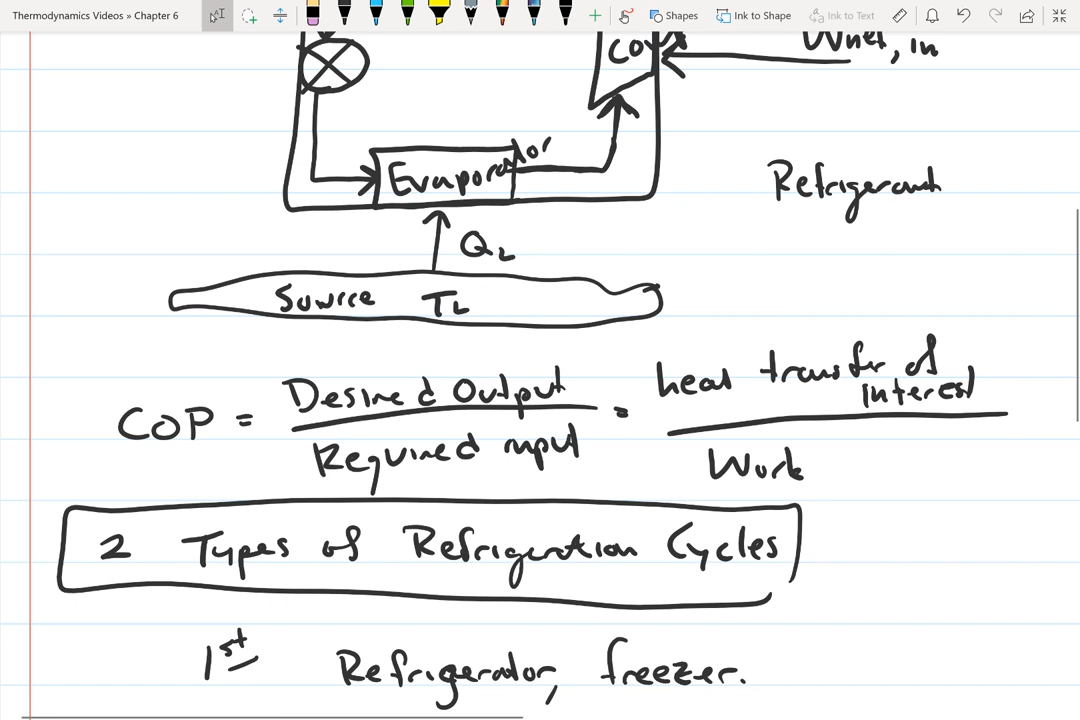 Thermodynamics Videos » Chapter 6
Shapes
Ink to Shape
Ink to Text
Wnet, in
Evaporator
Refrigerant
QL
Source TL
COP = Desired Output / Required input = heat transfer of interest / Work
2 Types of Refrigeration Cycles
1st Refrigerator, freezer.